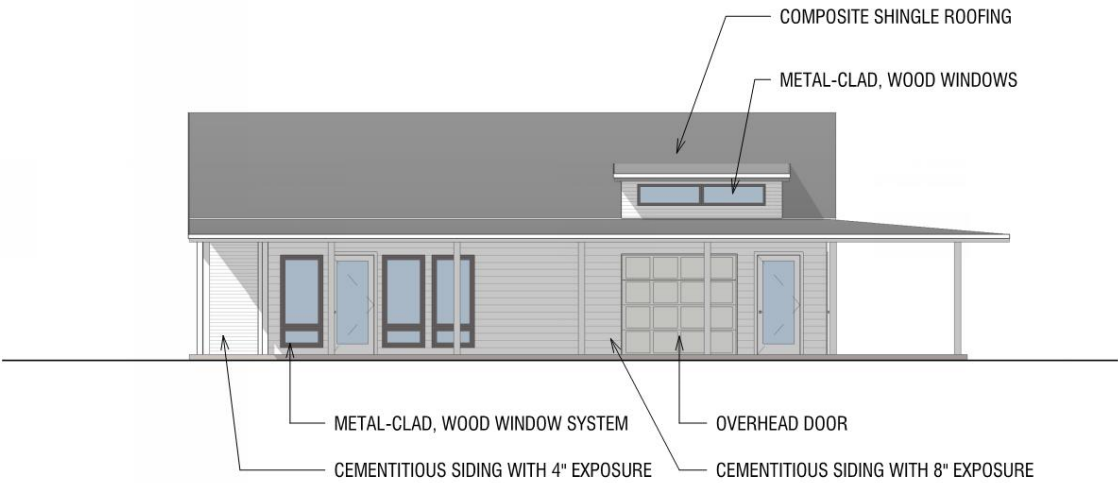 COMPOSITE SHINGLE ROOFING
METAL-CLAD, WOOD WINDOWS
METAL-CLAD, WOOD WINDOW SYSTEM
OVERHEAD DOOR
CEMENTITIOUS SIDING WITH 4" EXPOSURE
CEMENTITIOUS SIDING WITH 8" EXPOSURE